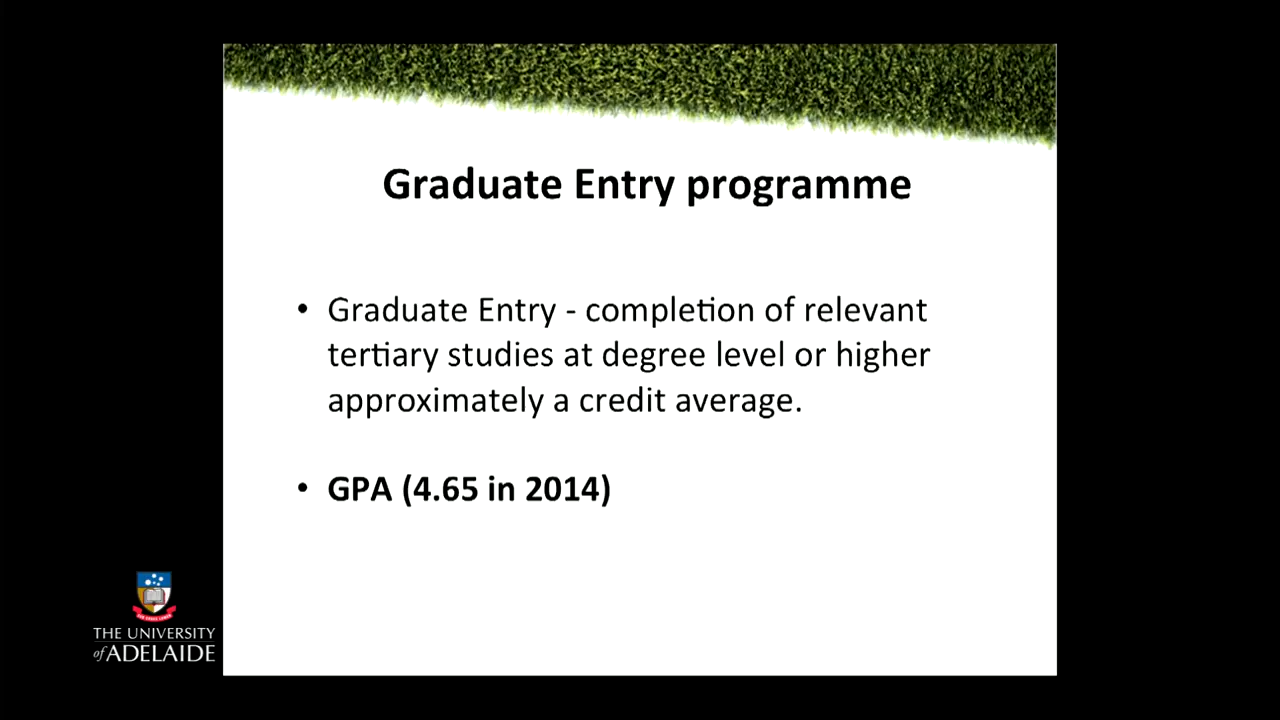 Graduate Entry programme
• Graduate Entry - completion of relevant
tertiary studies at degree level or higher
approximately a credit average.
• GPA (4.65 in 2014)
THE UNIVERSITY
of ADELAIDE